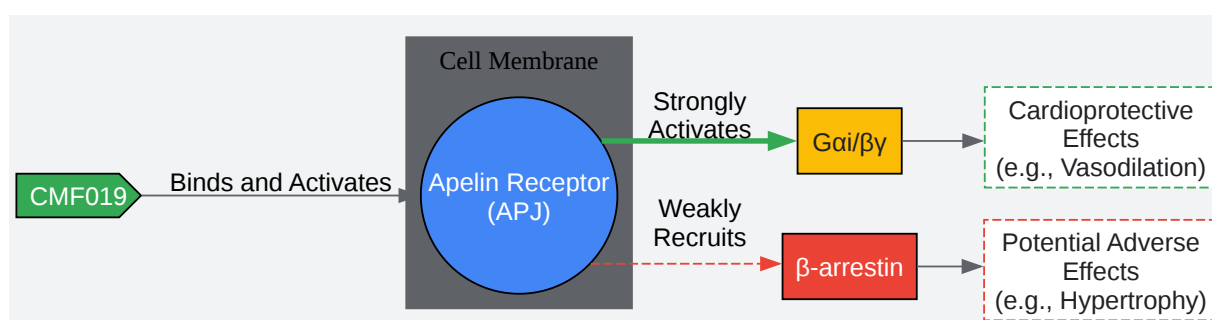 Cell Membrane
CMF019
Binds and Activates
Apelin Receptor
(APJ)
Strongly
Activates
Gαi/βγ
Cardioprotective
Effects
(e.g., Vasodilation)
Weakly
Recruits
β-arrestin
Potential Adverse
Effects
(e.g., Hypertrophy)